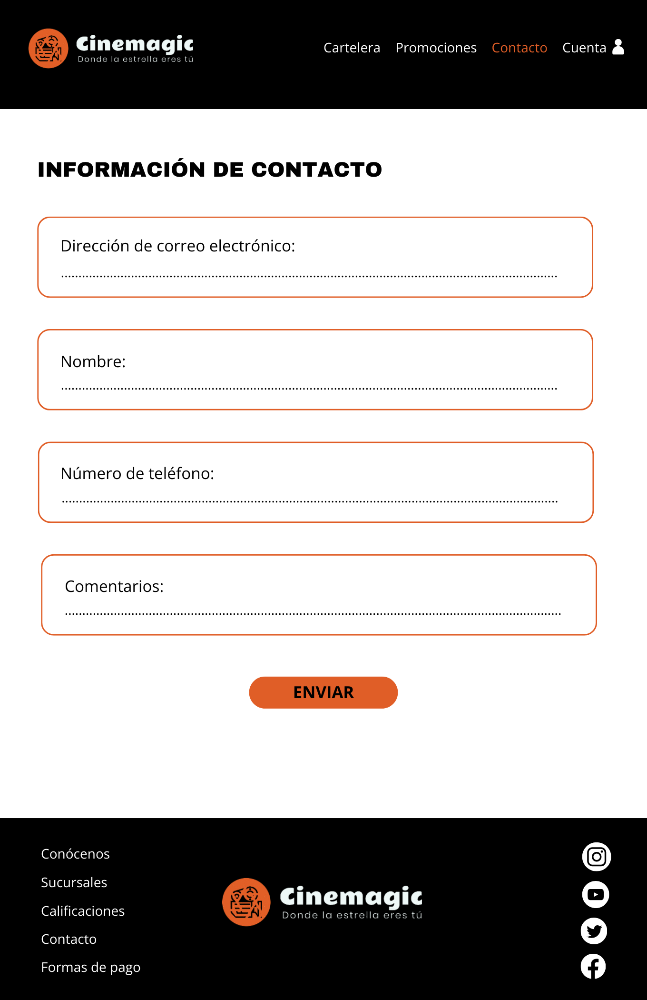 Cinemagic
Donde la estrella eres tú
Cartelera Promociones Contacto Cuenta
INFORMACIÓN DE CONTACTO
Dirección de correo electrónico:
Nombre:
Número de teléfono:
Comentarios:
ENVIAR
Conócenos
Sucursales
Calificaciones
Contacto
Formas de pago
Cinemagic
Donde la estrella eres tú